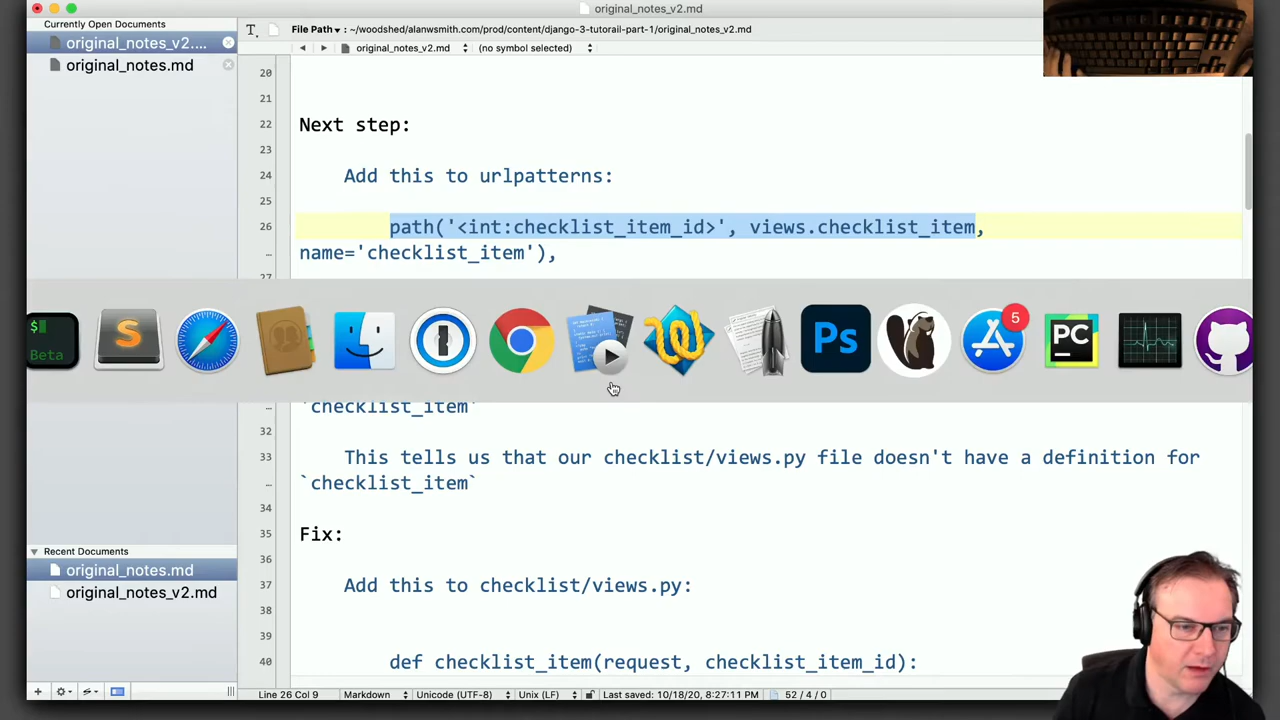 original_notes_v2.md
Currently Open Documents
original_notes_v2....
original_notes.md
File Path ▾ : ~/woodshed/alanwsmith.com/prod/content/django-3-tutorail-part-1/original_notes_v2.md
original_notes_v2.md
(no symbol selected)
20
21
22 Next step:
23
24 Add this to urlpatterns:
25
26 path('<int:checklist_item_id>', views.checklist_item,
name='checklist_item'),
27
$
Beta
S
5
PC
Ps
`checklist_item`
32
33 This tells us that our checklist/views.py file doesn't have a definition for
`checklist_item`
34
35 Fix:
36
37 Add this to checklist/views.py:
38
39
40 def checklist_item(request, checklist_item_id):
Recent Documents
original_notes.md
original_notes_v2.md
Line 26 Col 9
Markdown
Unicode (UTF-8)
Unix (LF)
Last saved: 10/18/20, 8:27:11 PM
52 / 4 / 0